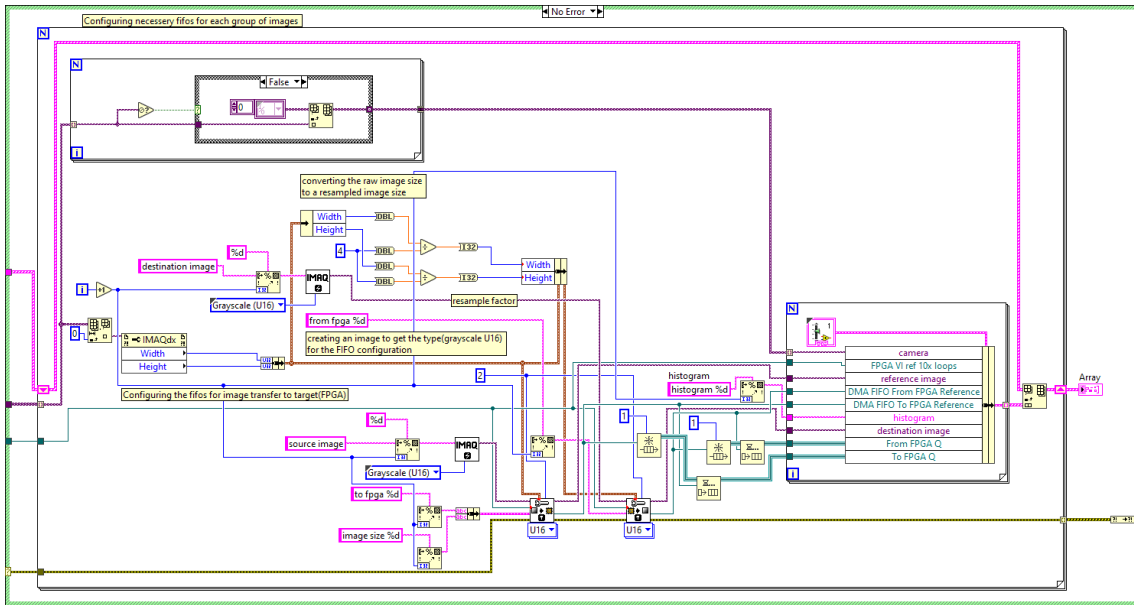 No Error
Configuring necessery fifos for each group of images
N
N
False
0
i
converting the raw image size
to a resampled image size
Width
Height
DBL
DBL
DBL
DBL
4
I32
I32
Width
Height
%d
destination image
IMAQ
Grayscale (U16)
resample factor
i
+1
0
IMAQdx
Width
Height
from fpga %d
creating an image to get the type(grayscale U16)
for the FIFO configuration
Configuring the fifos for image transfer to target(FPGA)
2
histogram
histogram %d
1
1
%d
source image
IMAQ
Grayscale (U16)
to fpga %d
image size %d
U16
U16
N
1
camera
FPGA VI ref 10x loops
reference image
DMA FIFO From FPGA Reference
DMA FIFO To FPGA Reference
histogram
destination image
From FPGA Q
To FPGA Q
i
Array